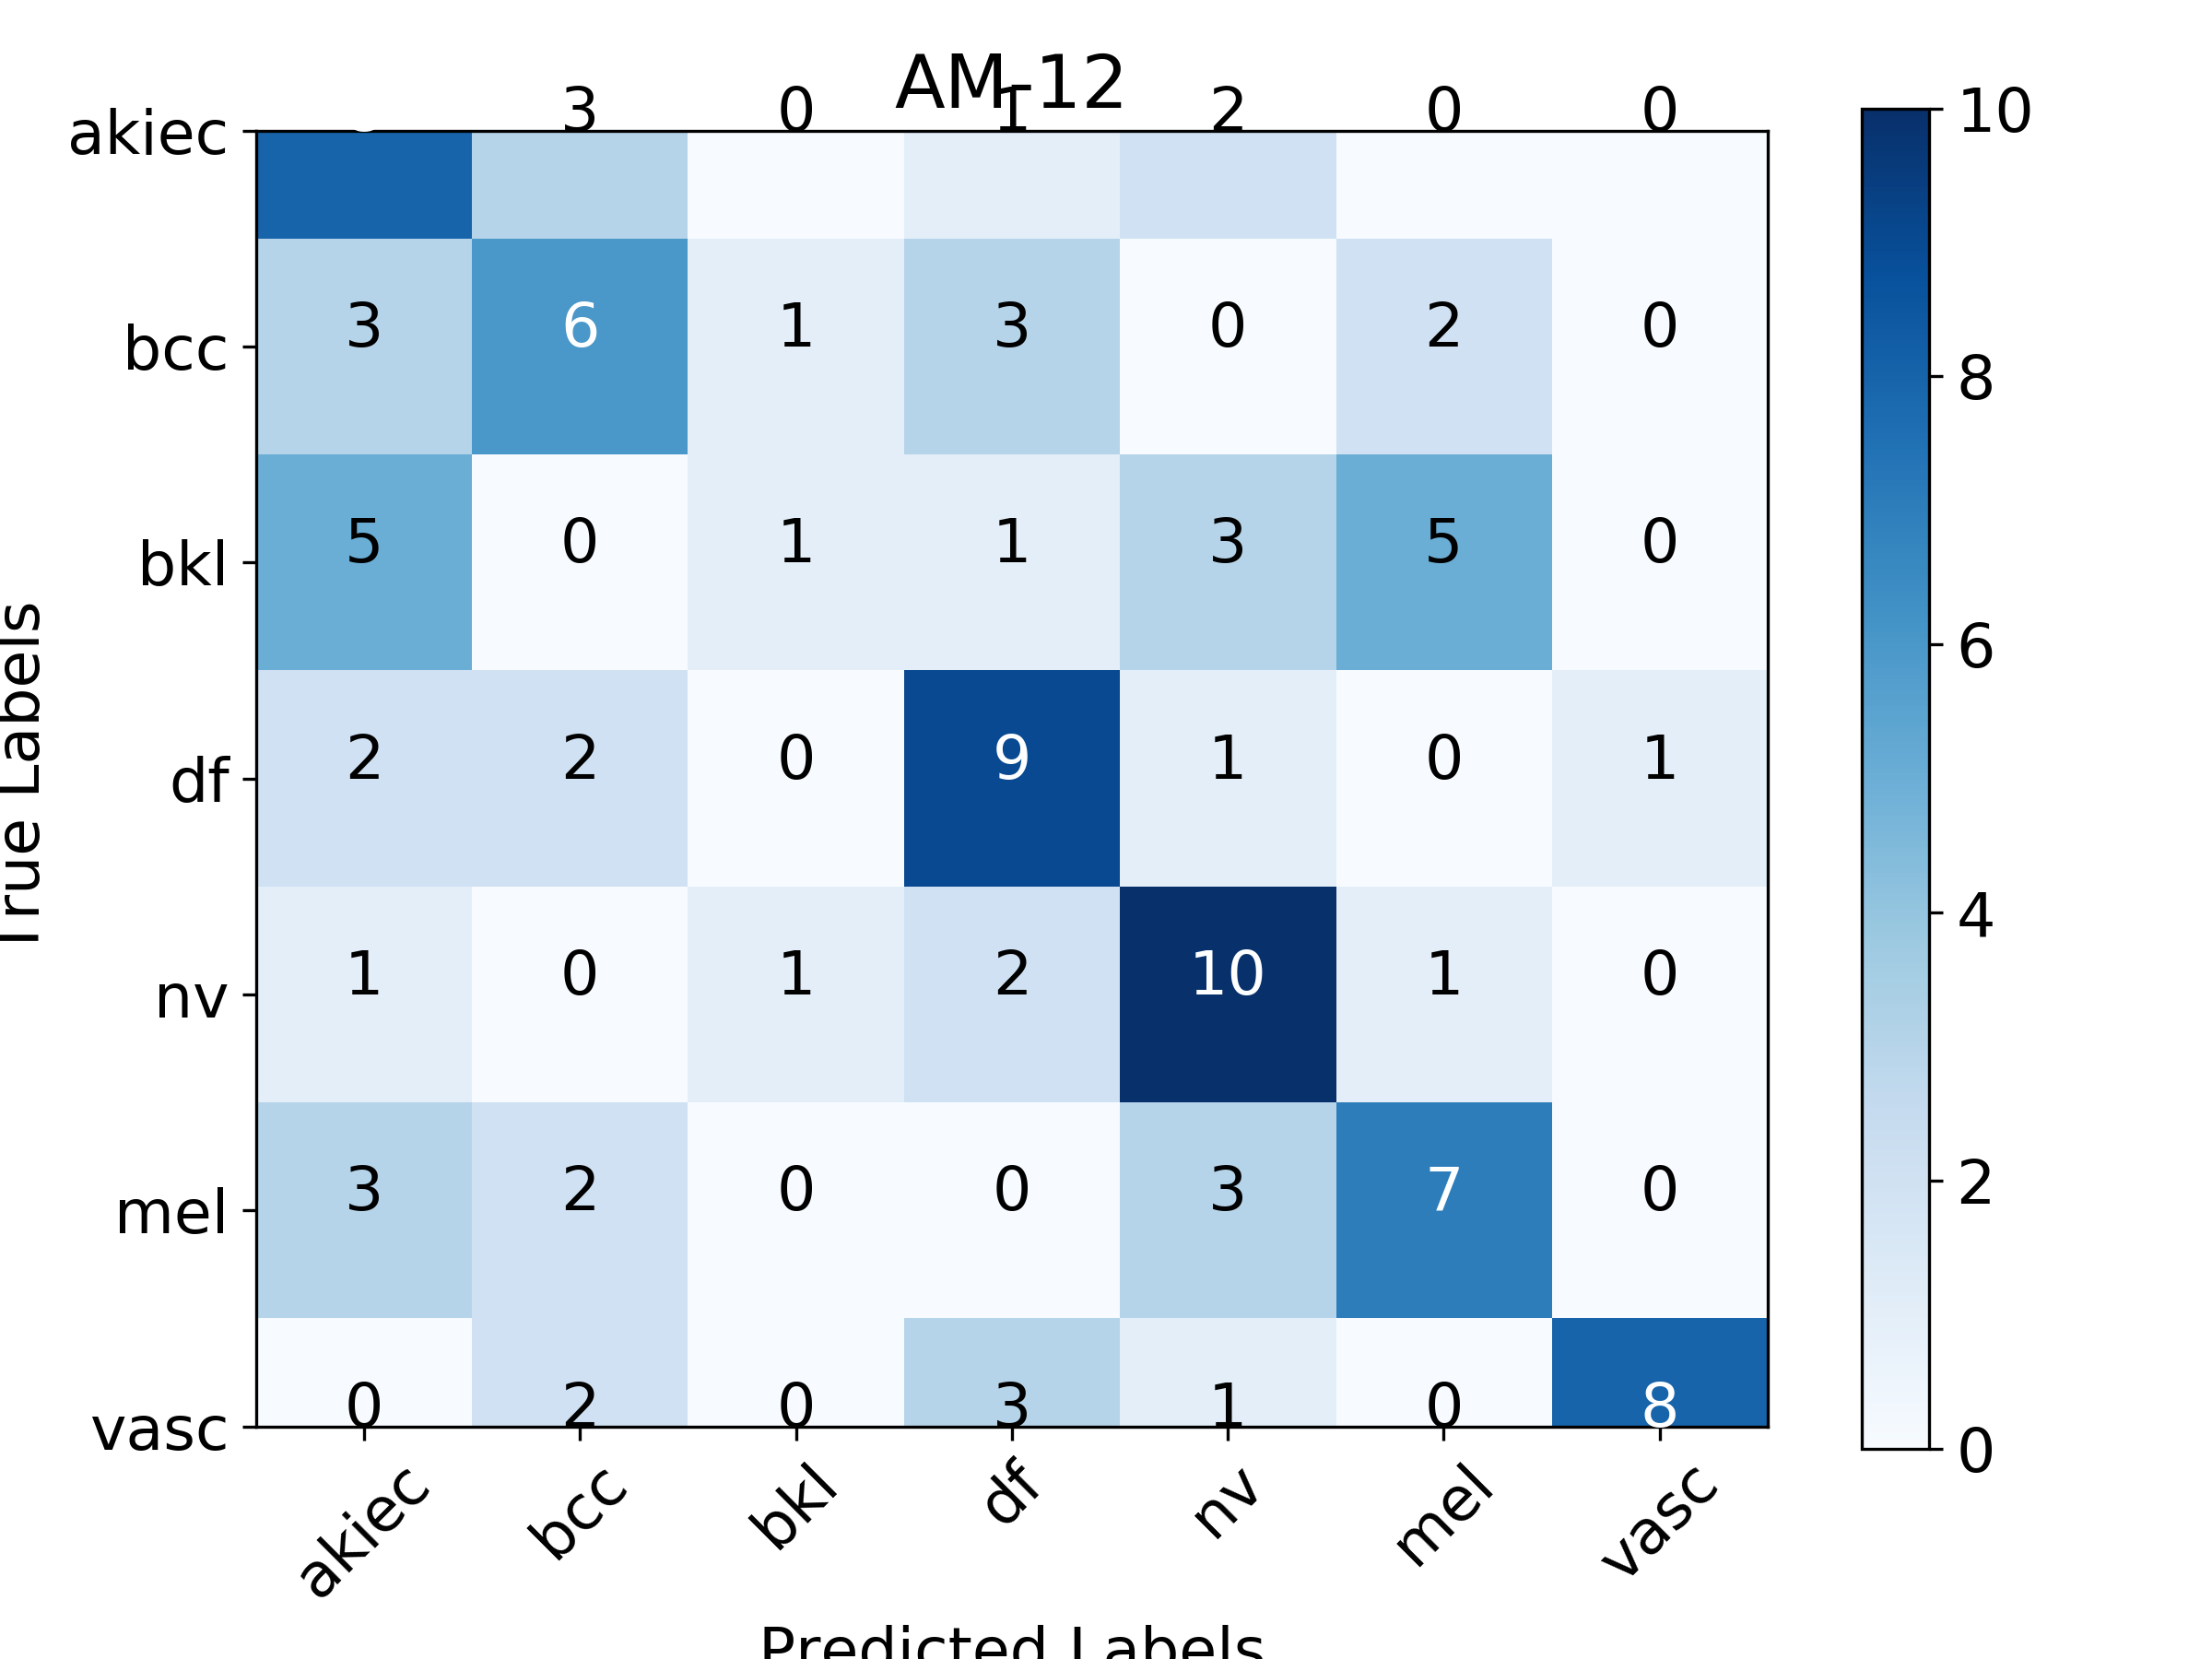 AM-12
akiec 3 0 1 2 0 0
bcc 3 6 1 3 0 2 0
bkl 5 0 1 1 3 5 0
df 2 2 0 9 1 0 1
nv 1 0 1 2 10 1 0
mel 3 2 0 0 3 7 0
vasc 0 2 0 3 1 0 8
akiec bcc bkl df nv mel vasc
Predicted Labels
True Labels
10
8
6
4
2
0